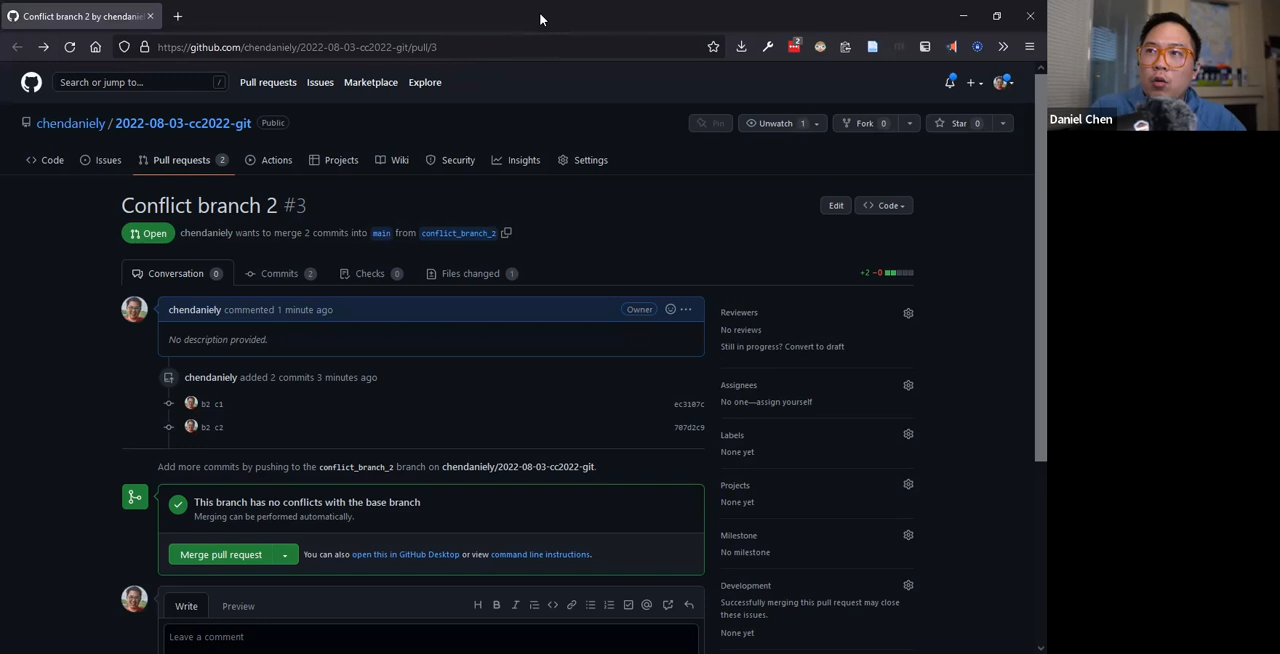 Conflict branch 2 by chendanie
https://github.com/chendaniely/2022-08-03-cc2022-git/pull/3
2
Search or jump to... /
Pull requests Issues Marketplace Explore
Daniel Chen
chendaniely / 2022-08-03-cc2022-git Public
Pin Unwatch 1 Fork 0 Star 0
Code Issues Pull requests 2 Actions Projects Wiki Security Insights Settings
Conflict branch 2 #3
Edit Code
Open chendaniely wants to merge 2 commits into main from conflict_branch_2
Conversation 0 Commits 2 Checks 0 Files changed 1
+2 −0
chendaniely commented 1 minute ago Owner
No description provided.
chendaniely added 2 commits 3 minutes ago
b2 c1 ec3107c
b2 c2 707d2c9
Add more commits by pushing to the conflict_branch_2 branch on chendaniely/2022-08-03-cc2022-git.
This branch has no conflicts with the base branch
Merging can be performed automatically.
Merge pull request You can also open this in GitHub Desktop or view command line instructions.
Write Preview
H B I
Leave a comment
Reviewers
No reviews
Still in progress? Convert to draft
Assignees
No one—assign yourself
Labels
None yet
Projects
None yet
Milestone
No milestone
Development
Successfully merging this pull request may close
these issues.
None yet